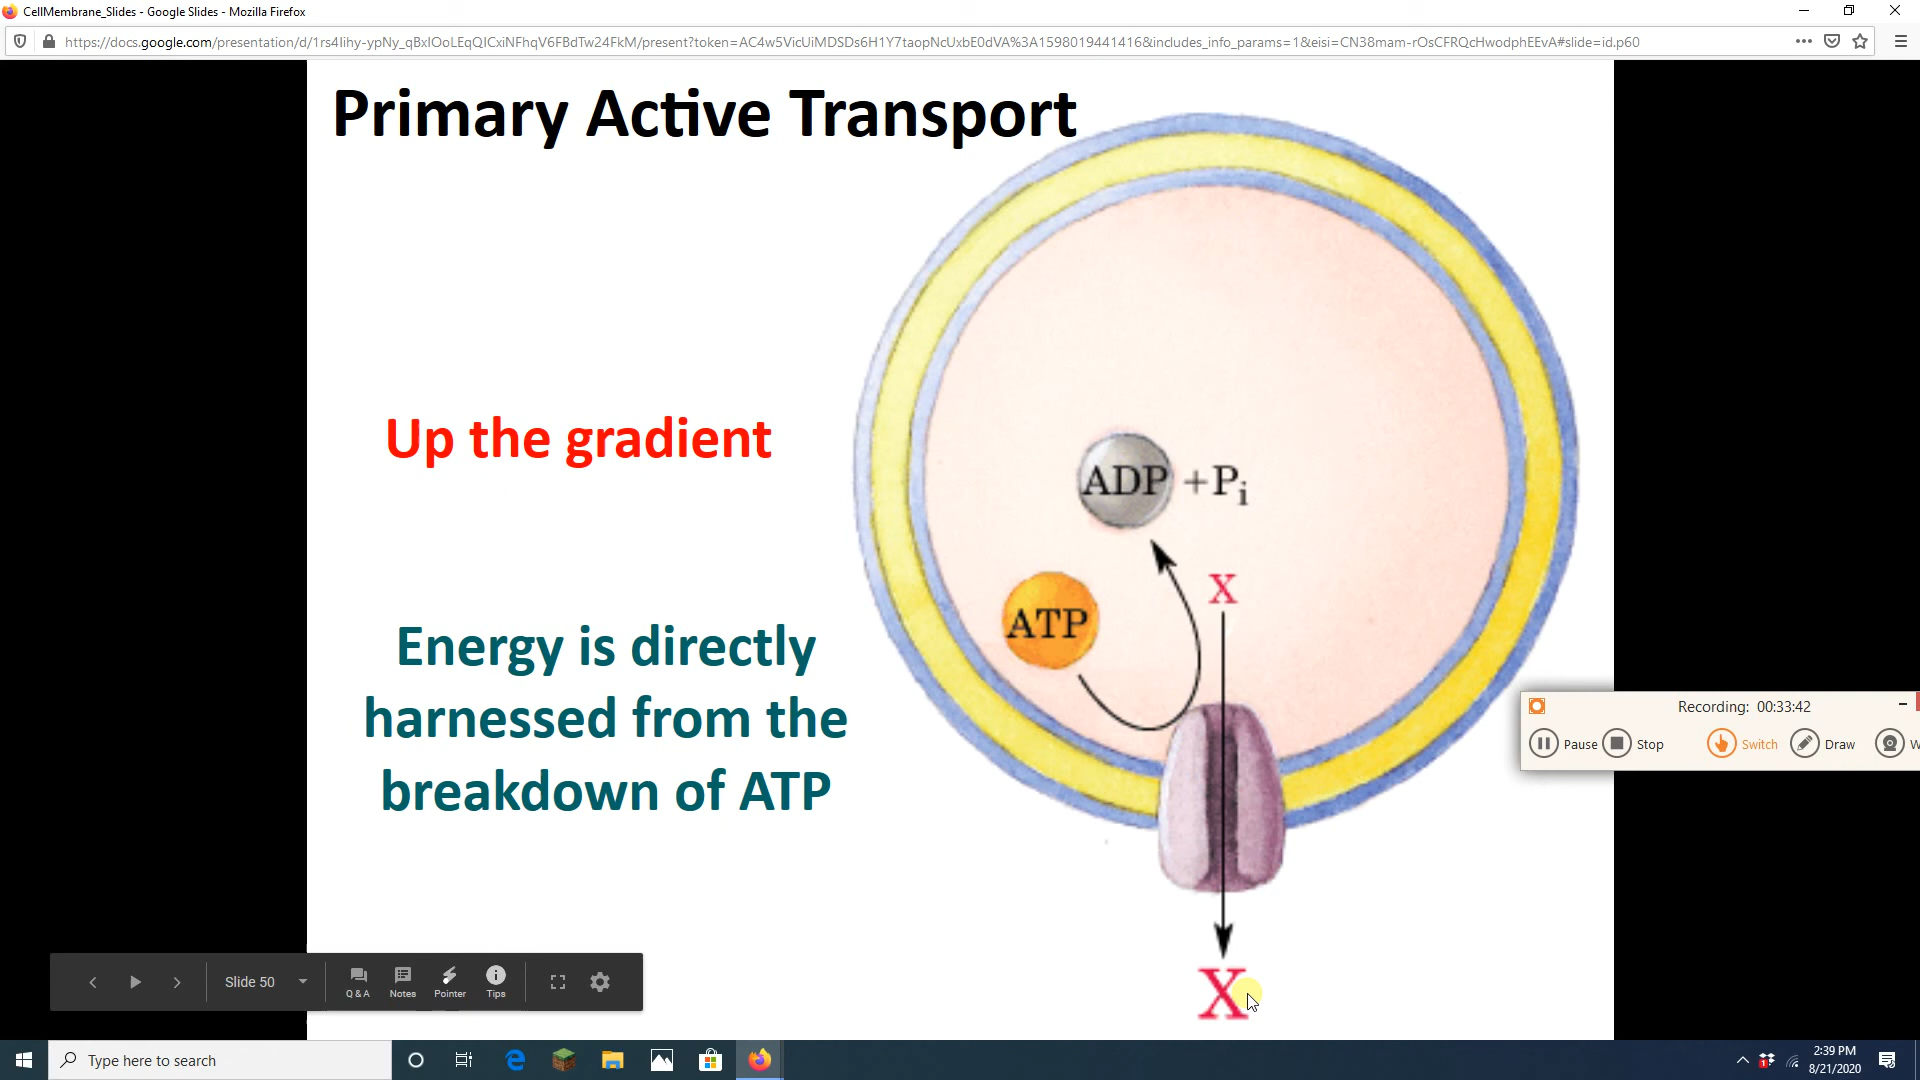 CellMembrane_Slides - Google Slides - Mozilla Firefox
https://docs.google.com/presentation/d/1rs4Iihy-ypNy_qBxIOoLEqQICxiNFhqV6FBdTw24FkM/present?token=AC4w5VicUiMDSDs6H1Y7taopNcUxbE0dVA%3A1598019441416&includes_info_params=1&eisi=CN38mam-rOsCFRQcHwodphEEvA#slide=id.p60
Primary Active Transport
Up the gradient
ADP +Pi
X
ATP
Energy is directly
harnessed from the
breakdown of ATP
Recording: 00:33:42
Pause Stop Switch Draw W
X
Slide 50
Q & A Notes Pointer Tips
Type here to search
1
2:39 PM
8/21/2020